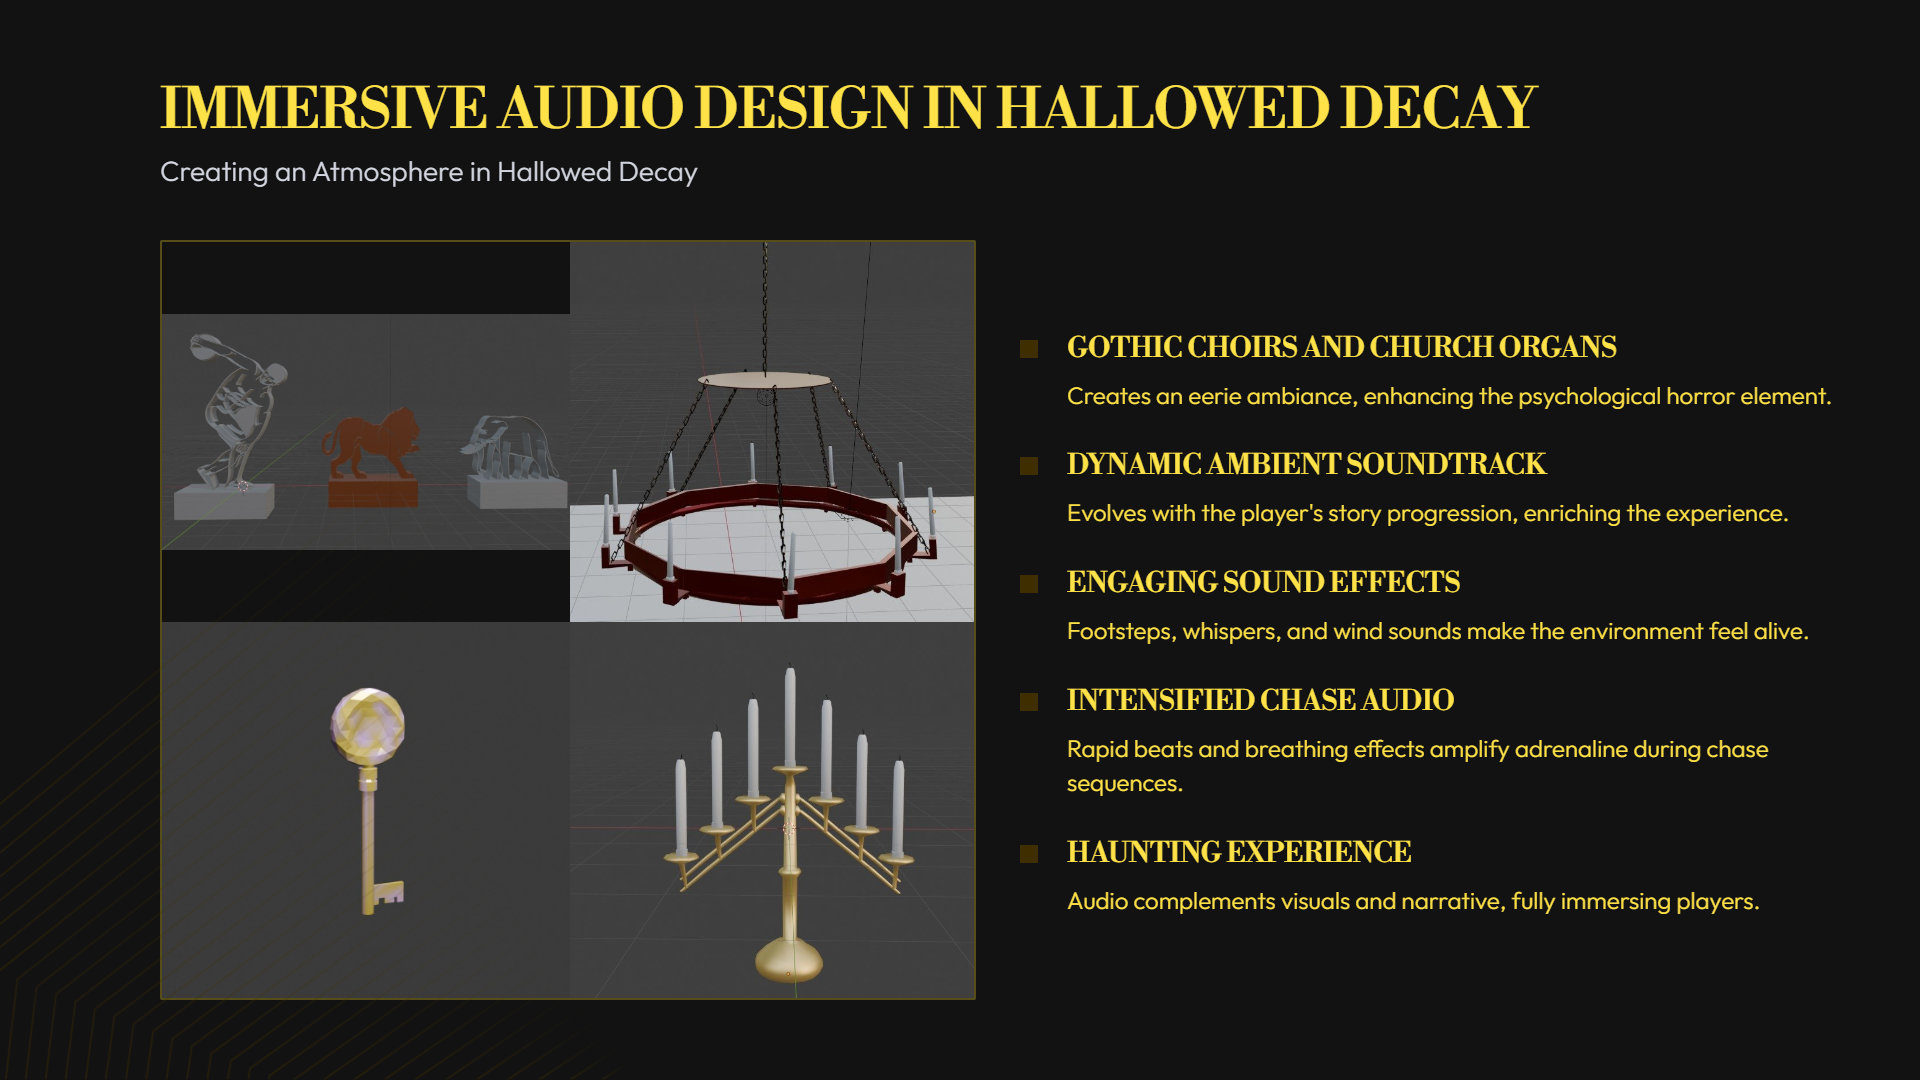 IMMERSIVE AUDIO DESIGN IN HALLOWED DECAY
Creating an Atmosphere in Hallowed Decay
GOTHIC CHOIRS AND CHURCH ORGANS
Creates an eerie ambiance, enhancing the psychological horror element.
DYNAMIC AMBIENT SOUNDTRACK
Evolves with the player's story progression, enriching the experience.
ENGAGING SOUND EFFECTS
Footsteps, whispers, and wind sounds make the environment feel alive.
INTENSIFIED CHASE AUDIO
Rapid beats and breathing effects amplify adrenaline during chase
sequences.
HAUNTING EXPERIENCE
Audio complements visuals and narrative, fully immersing players.